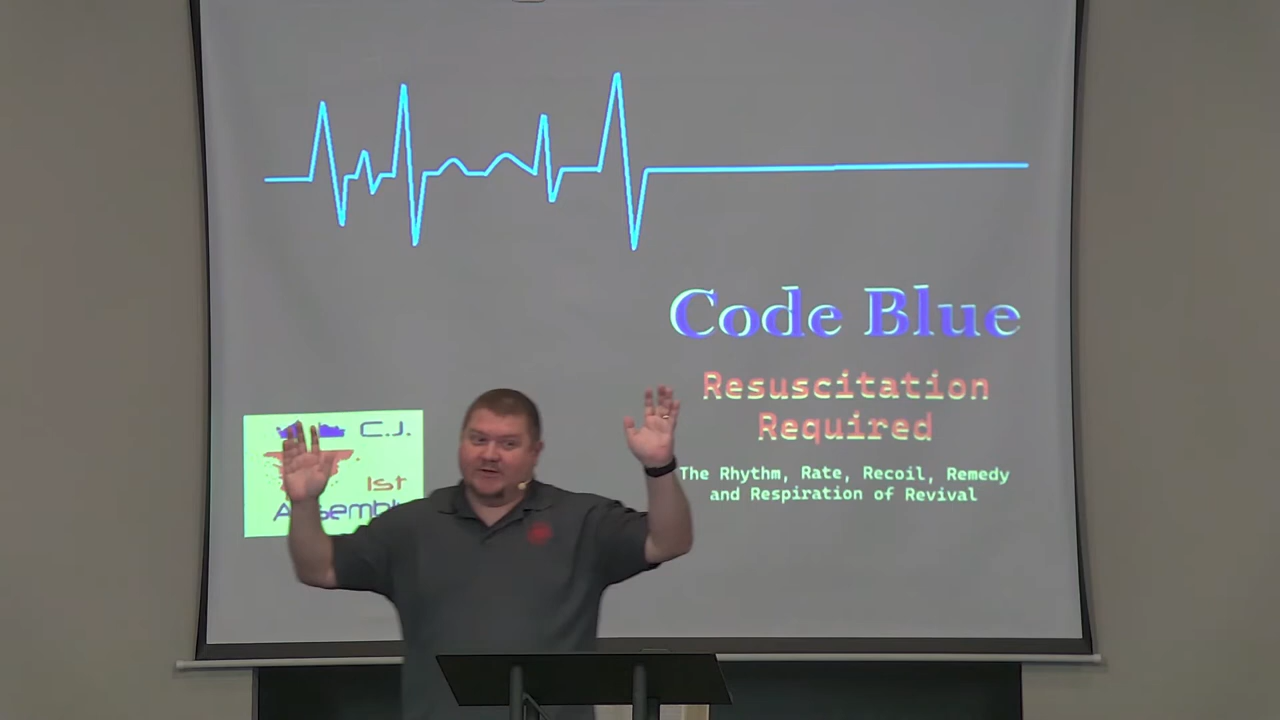 Code Blue
Resuscitation
Required
The Rhythm, Rate, Recoil, Remedy
and Respiration of Revival
C.J.
1st